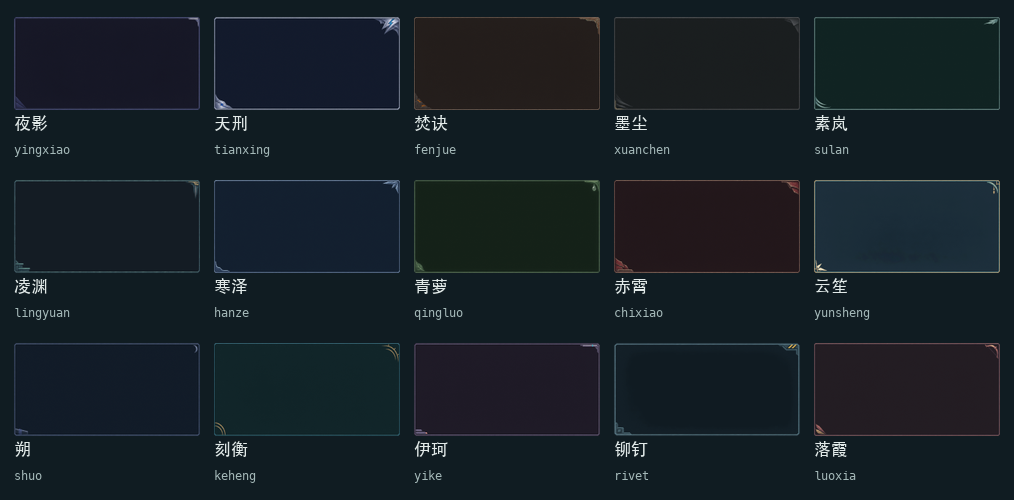 夜影
天刑
焚诀
墨尘
素岚
yingxiao
tianxing
fenjue
xuanchen
sulan
凌渊
寒泽
青萝
赤霄
云笙
lingyuan
hanze
qingluo
chixiao
yunsheng
朔
刻衡
伊珂
铆钉
落霞
shuo
keheng
yike
rivet
luoxia